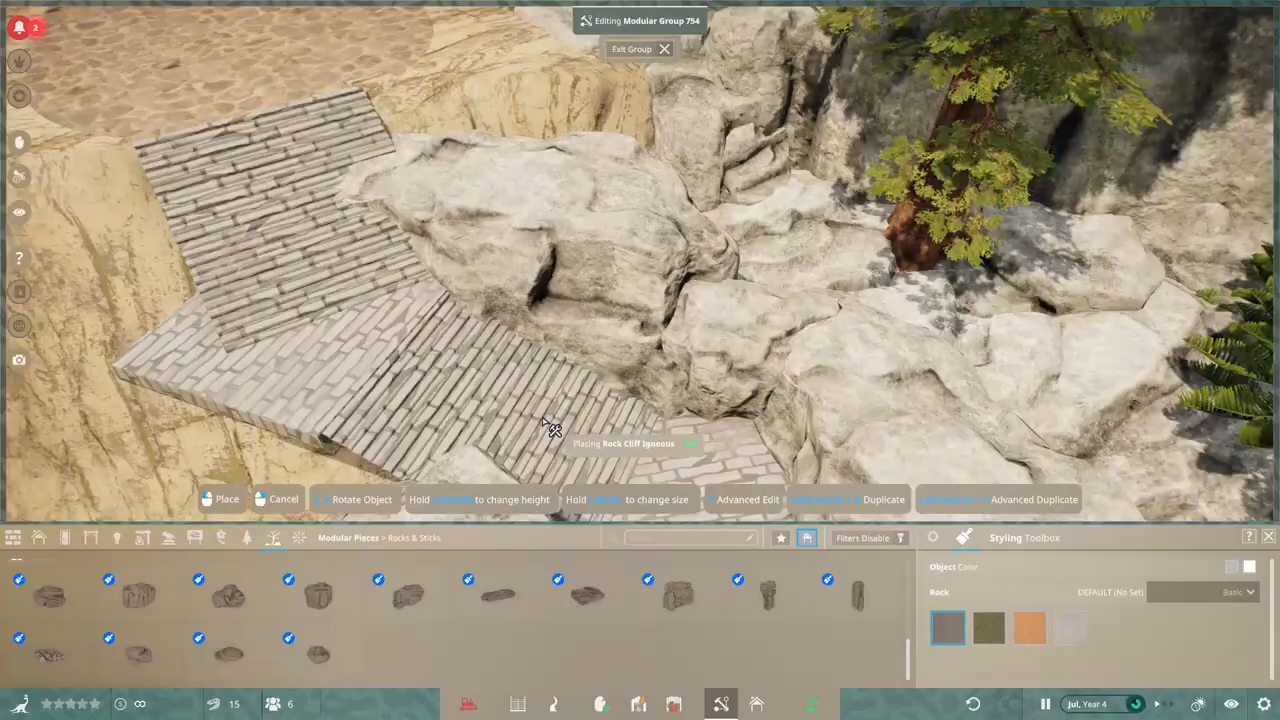 2
Editing Modular Group 754
Exit Group
?
Placing Rock Cliff Igneous
Place
Cancel
Rotate Object
Hold to change height
Hold to change size
Advanced Edit
Duplicate
Advanced Duplicate
Modular Pieces > Rocks & Sticks
Filters Disable
Styling Toolbox
?
Object Color
Rock
DEFAULT (No Set)
Basic
∞
15
6
Jul, Year 4